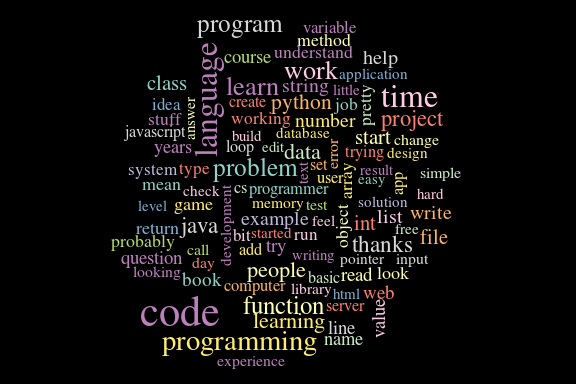 program variable
method
course understand help
class learn work application
language string little
idea create python job pretty time
stuff answer working number project
javascript build database start change
years loop edit data error trying design
system type problem text set user array result simple
mean check cs programmer easy app hard
level game development memory test solution
return java example feel object int list write
probably bit started run free
call add try thanks file
question day writing pointer input
looking book people basic read look
computer library html web
code function server value
learning line
programming name
experience